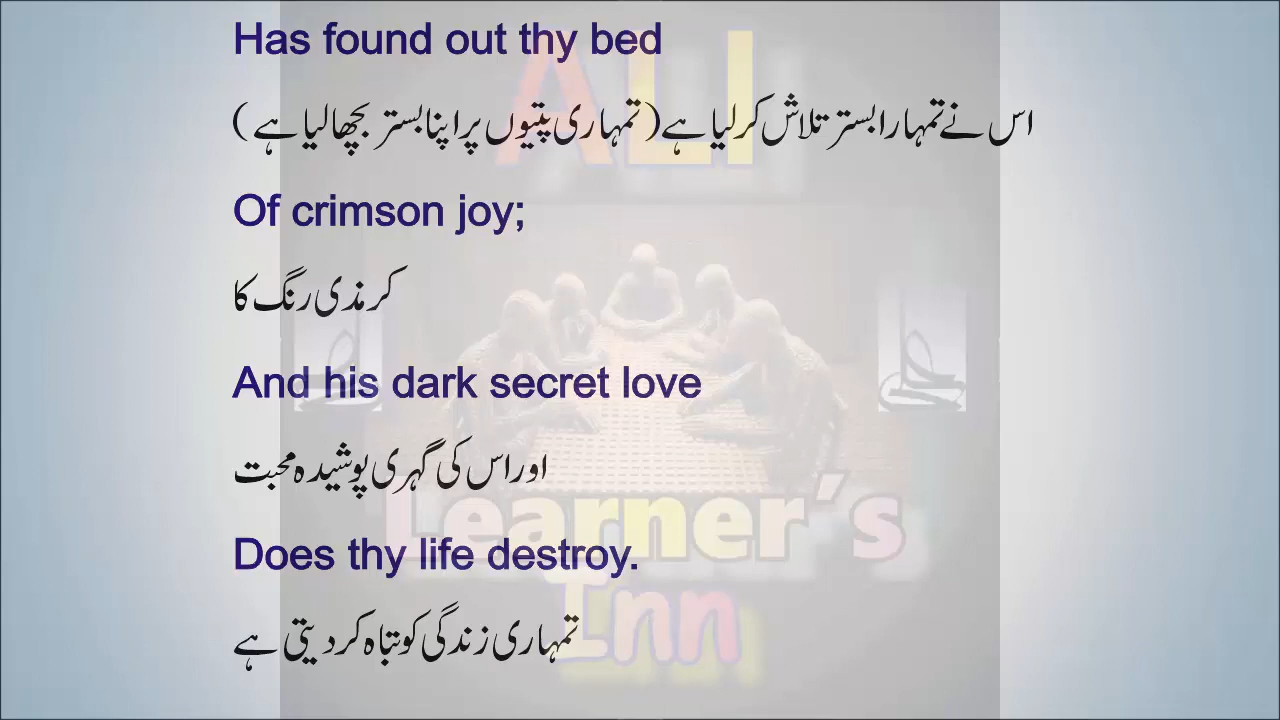 Has found out thy bed
اس نے تمہارا بستر تلاش کر لیا ہے (تمہاری پتیوں پر اپنا بستر بچھا لیا ہے)
Of crimson joy;
کرمذی رنگ کا
And his dark secret love
اور اس کی گہری پوشیدہ محبت
Does thy life destroy.
تمہاری زندگی کو تباہ کر دیتی ہے
ALI
Learner's
Inn